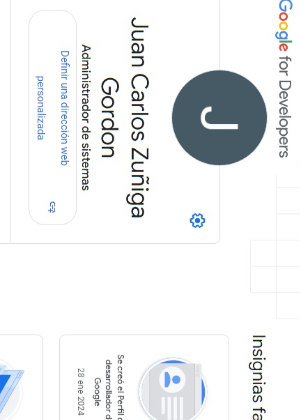 Google for Developers
J
Juan Carlos Zuñiga
Gordon
Administrador de sistemas
Definir una dirección web
personalizada
Insignias
Se creó el Perfil
desarrollador
Google
28 ene 2024